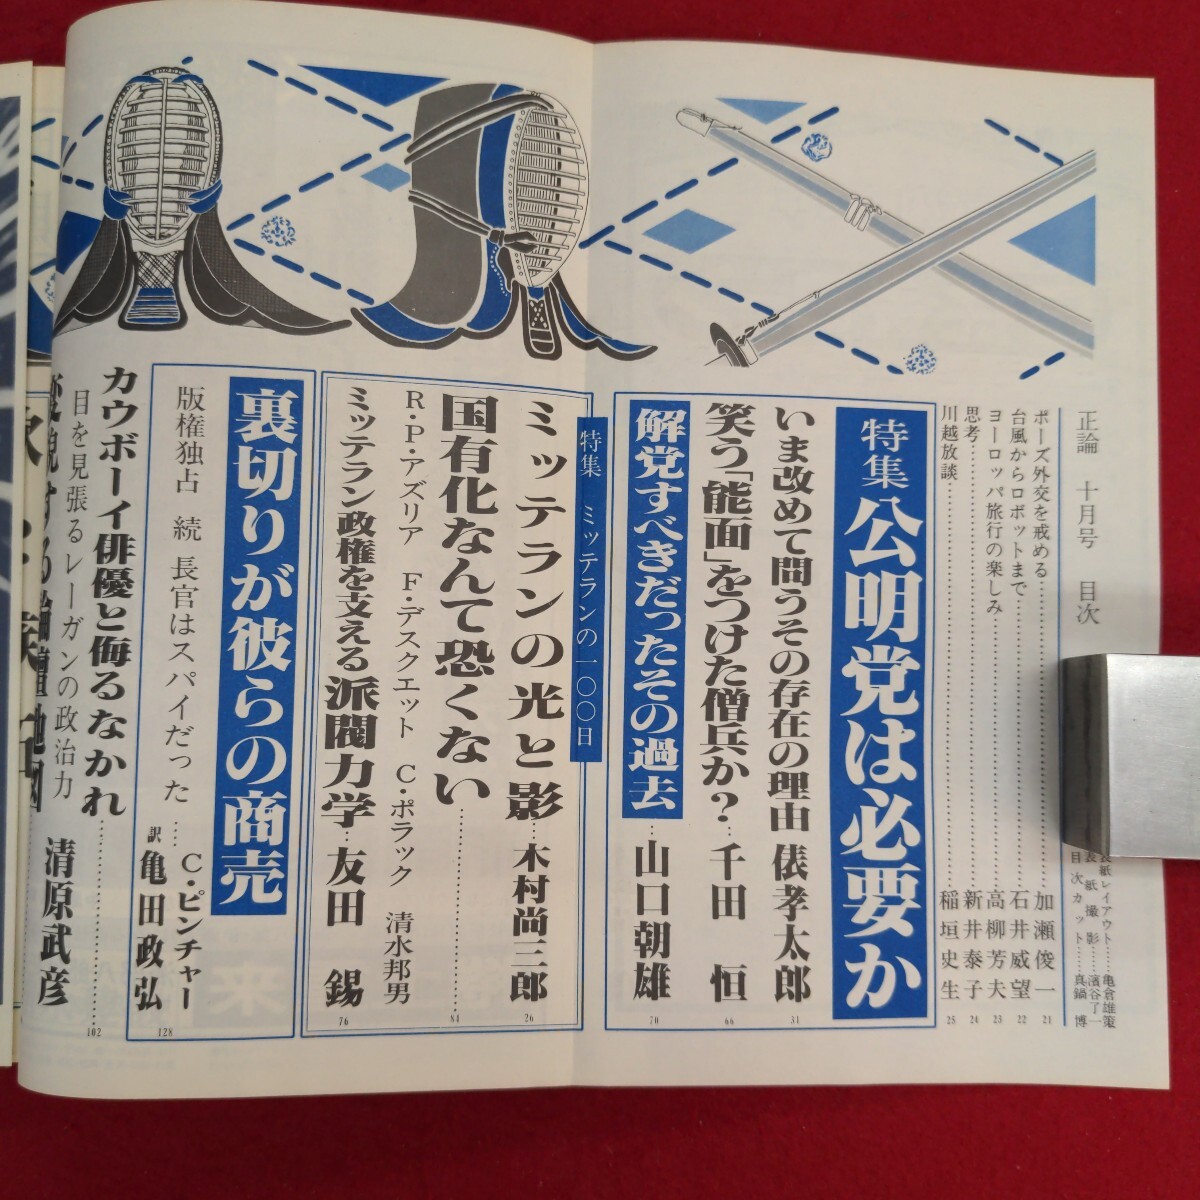 正論　十月号　目次
表紙レイアウト……亀倉雄策
表紙撮影……濱谷了一
目次カット……真鍋　博
ポーズ外交を戒める……加瀬俊一 21
台風からロボットまで……石井威望 22
ヨーロッパ旅行の楽しみ……高柳芳夫 23
思考……新井泰子 24
川越放談……稲垣史生 25
特集 公明党は必要か
いま改めて問うその存在の理由 俵孝太郎 31
笑う「能面」をつけた僧兵か？… 千田　恒 66
解党すべきだったその過去… 山口朝雄 70
特集　ミッテランの一〇〇日
ミッテランの光と影… 木村尚三郎 26
国有化なんて恐くない…… 84
R・P・アズリア　F・デスクエット　C・ポラック　清水邦男
ミッテラン政権を支える派閥力学… 友田　錫 76
裏切りが彼らの商売
版権独占　続 長官はスパイだった…… C・ピンチャー
訳 亀田政弘 128
カウボーイ俳優と侮るなかれ…… 102
目を見張るレーガンの政治力　清原武彦